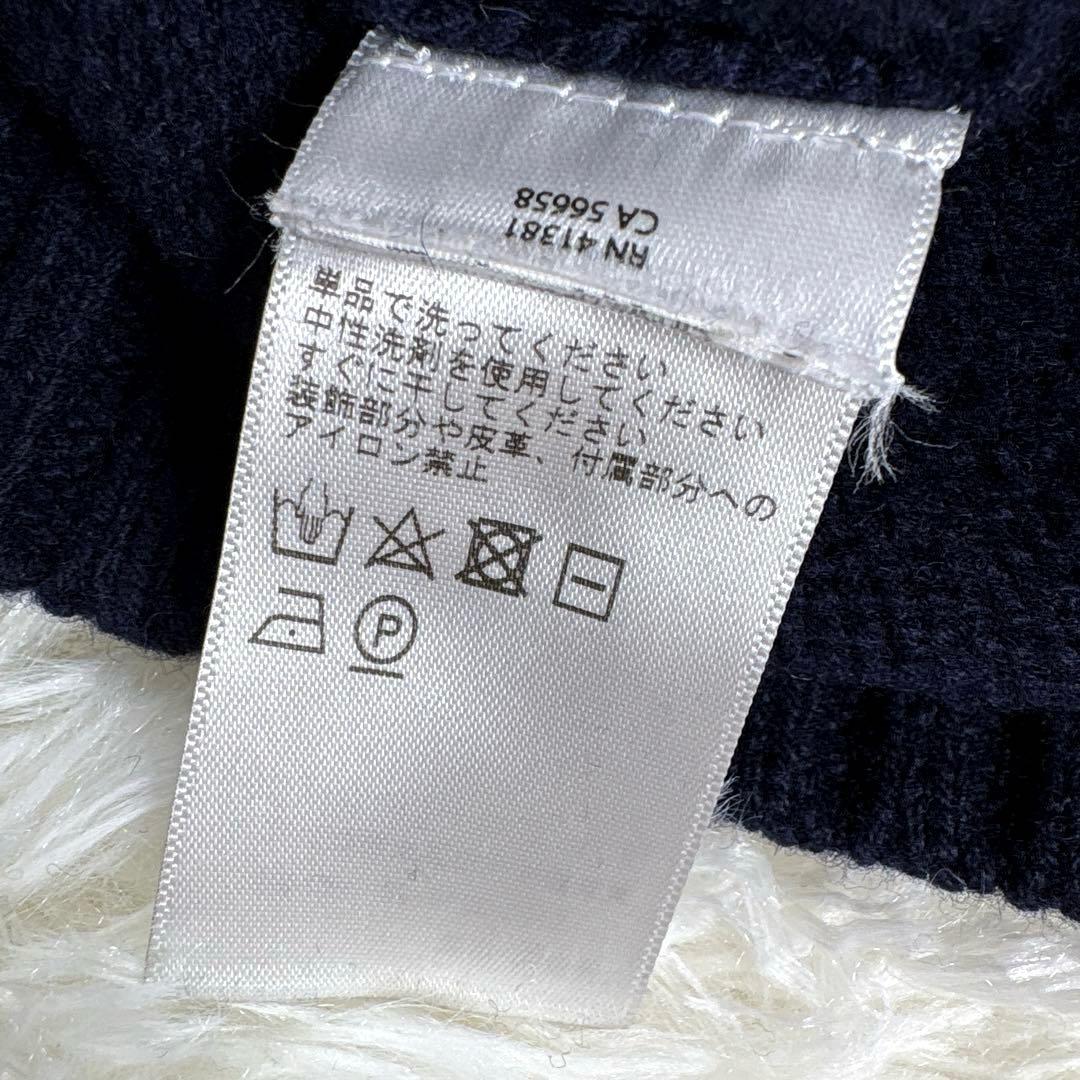 RN 41381
CA 56658
単品で洗ってください
中性洗剤を使用してください
すぐに干してください
装飾部分や皮革、付属部分への
アイロン禁止
P